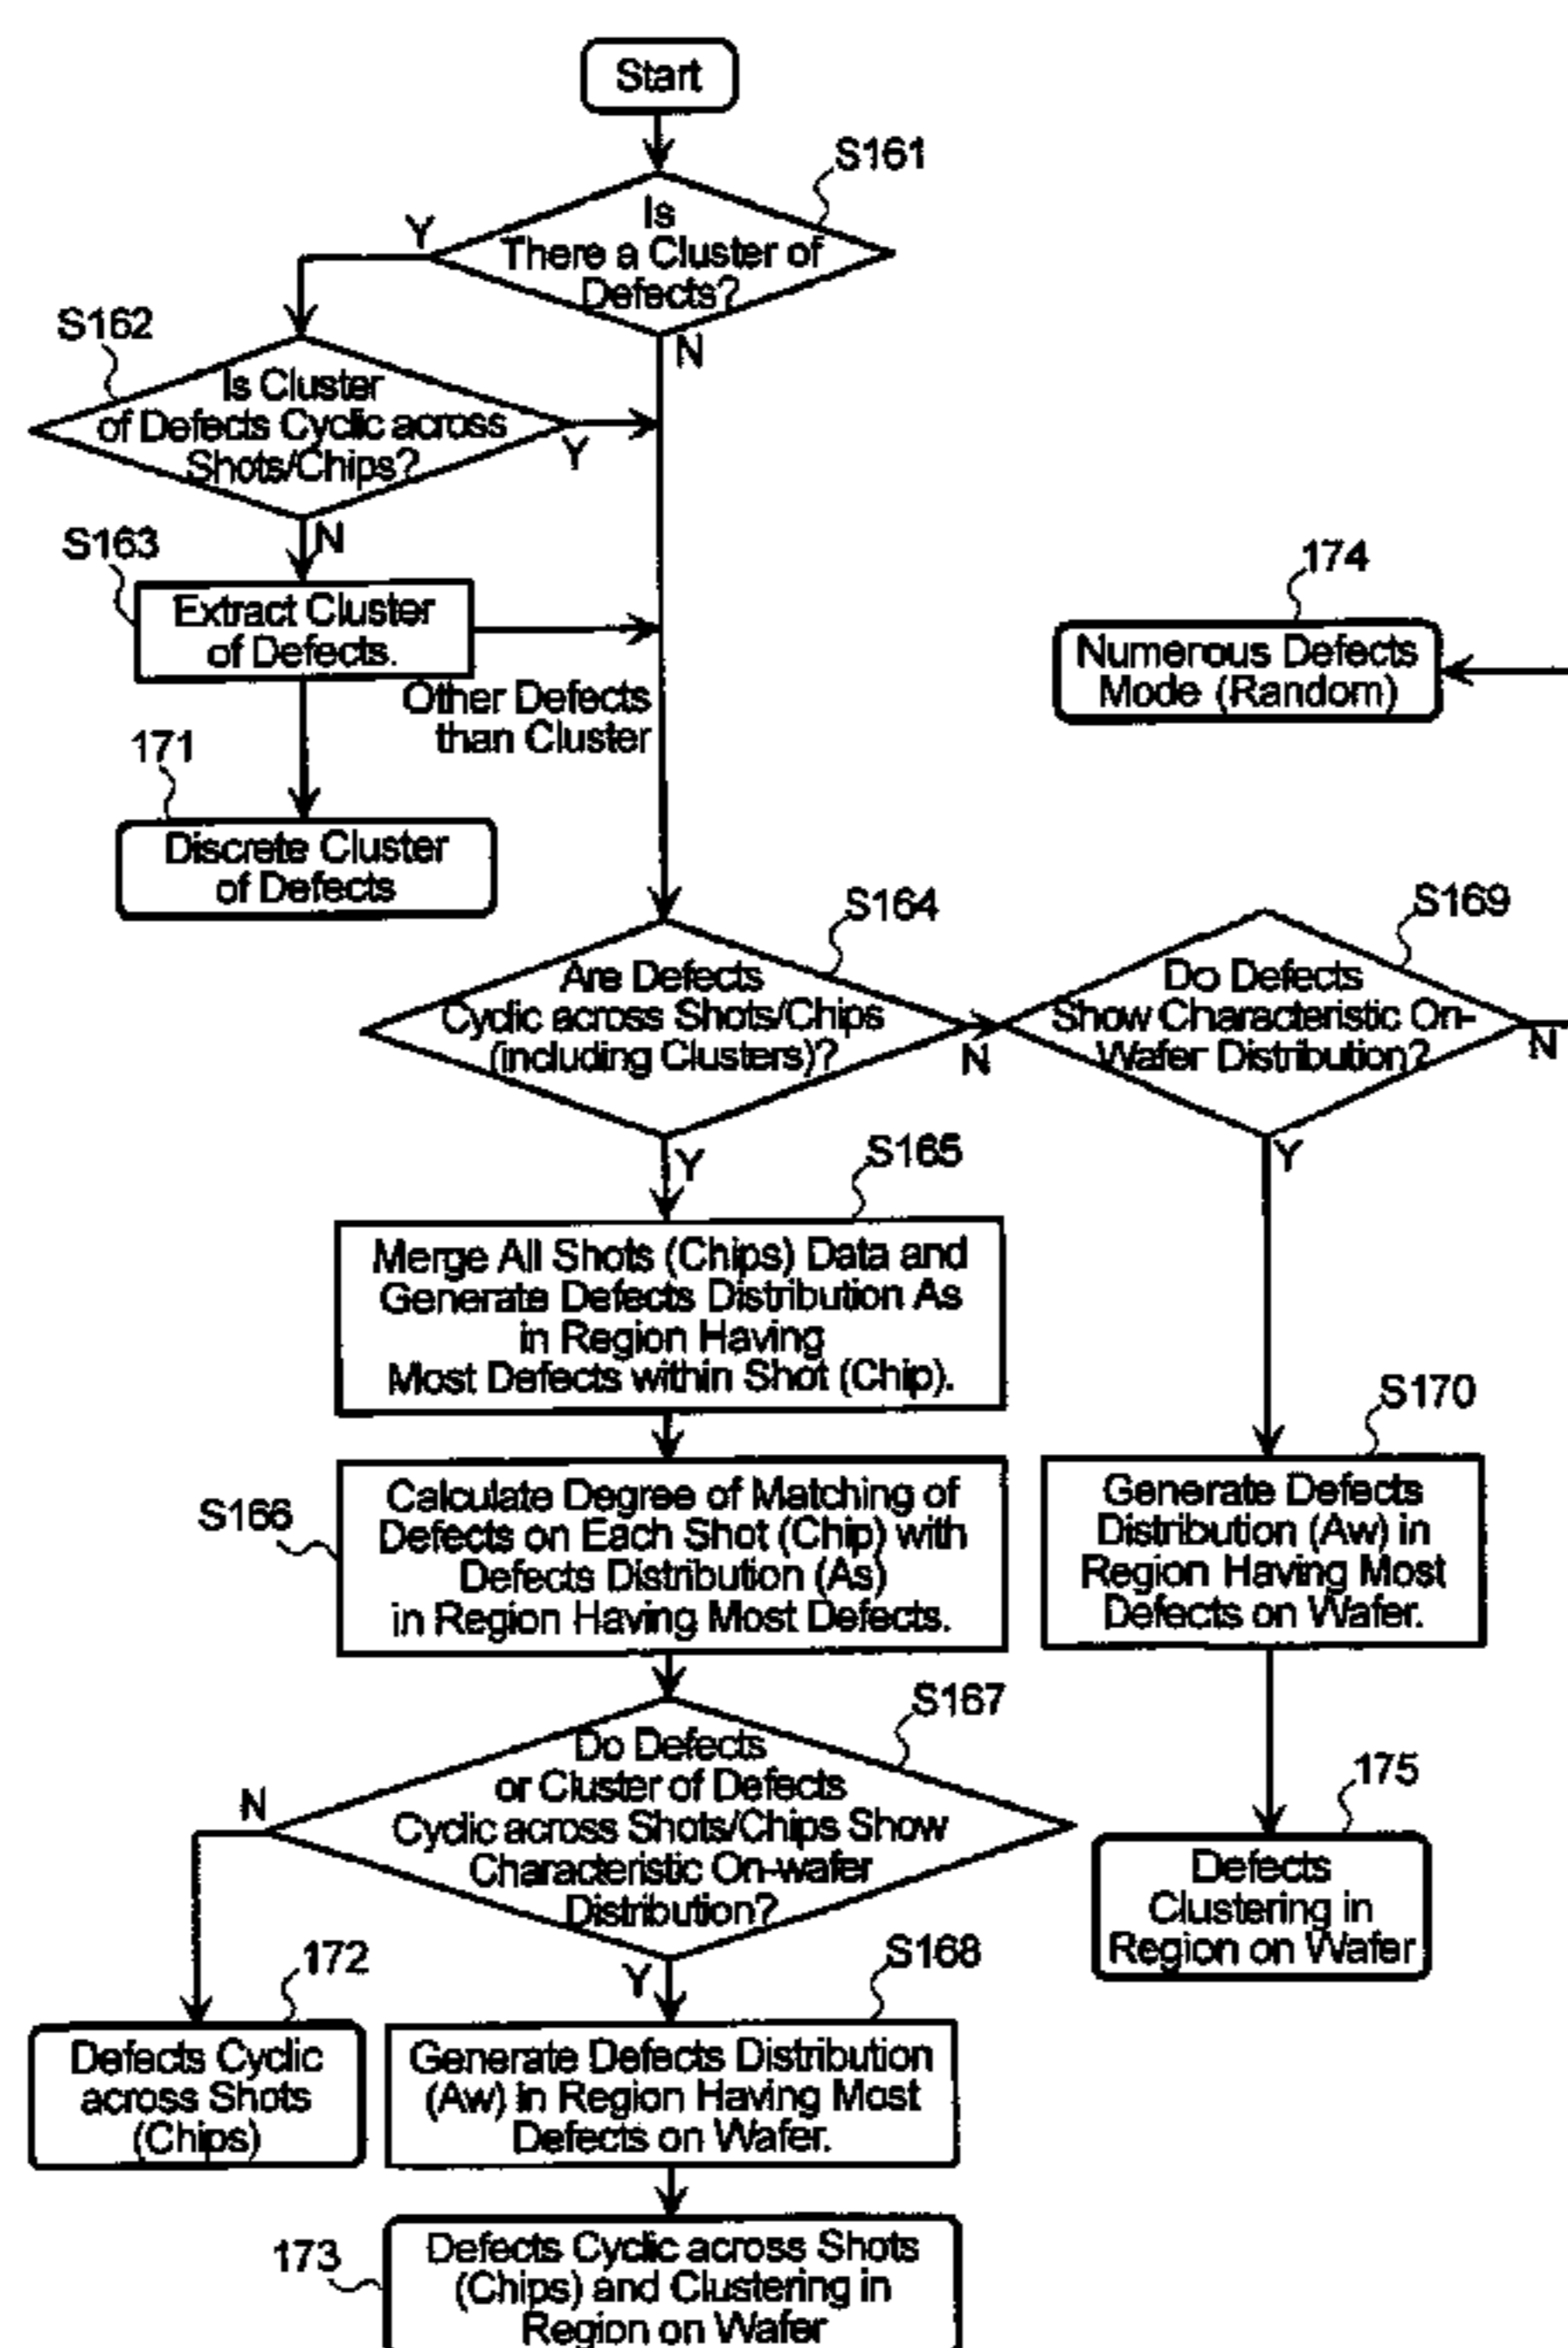 Start
S161
Is
There a Cluster of
Defects?
Y
N
S162
Is Cluster
of Defects Cyclic across
Shots/Chips?
Y
N
S163
Extract Cluster
of Defects.
Other Defects
than Cluster
171
Discrete Cluster
of Defects
174
Numerous Defects
Mode (Random)
S164
Are Defects
Cyclic across Shots/Chips
(including Clusters)?
N
Y
S169
Do Defects
Show Characteristic On-
Wafer Distribution?
N
Y
S165
Merge All Shots (Chips) Data and
Generate Defects Distribution As
in Region Having
Most Defects within Shot (Chip).
S166
Calculate Degree of Matching of
Defects on Each Shot (Chip) with
Defects Distribution (As)
in Region Having Most Defects.
S170
Generate Defects
Distribution (Aw) in
Region Having Most
Defects on Wafer.
S167
Do Defects
or Cluster of Defects
Cyclic across Shots/Chips Show
Characteristic On-wafer
Distribution?
N
Y
175
Defects
Clustering in
Region on Wafer
172
Defects Cyclic
across Shots
(Chips)
S168
Generate Defects Distribution
(Aw) in Region Having Most
Defects on Wafer.
173
Defects Cyclic across Shots
(Chips) and Clustering in
Region on Wafer